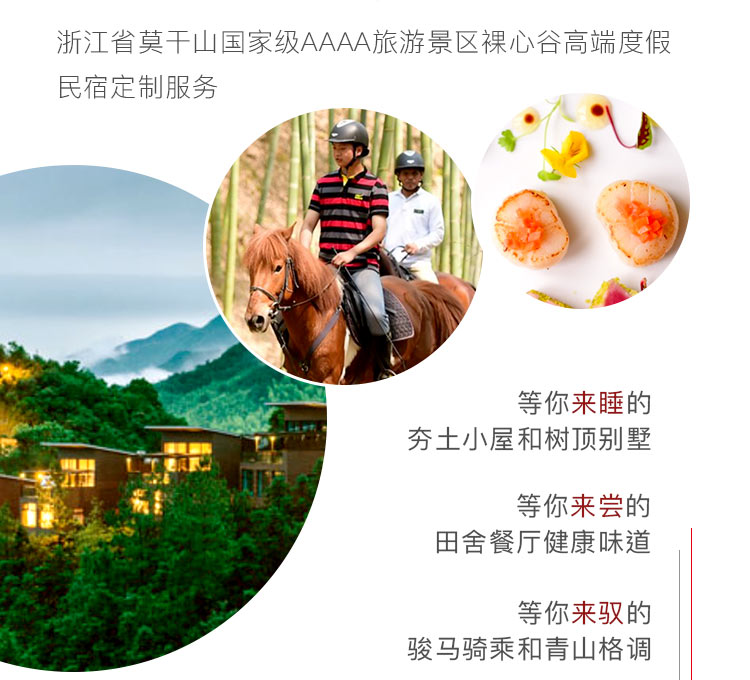 浙江省莫干山国家级AAAA旅游景区裸心谷高端度假
民宿定制服务
等你来睡的
夯土小屋和树顶别墅
等你来尝的
田舍餐厅健康味道
等你来驭的
骏马骑乘和青山格调